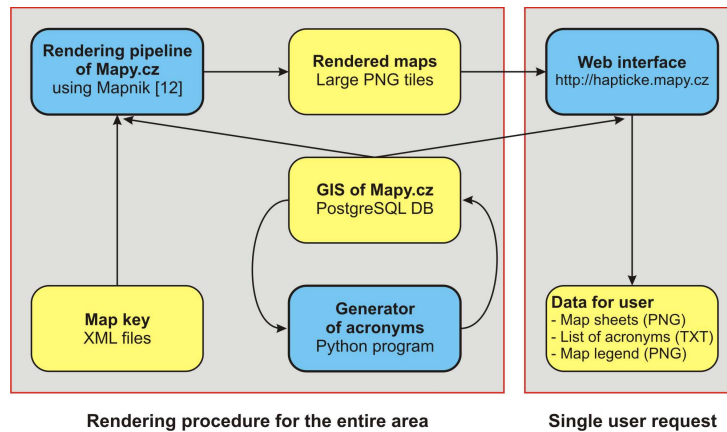 Rendering pipeline
of Mapy.cz
using Mapnik [12]
Rendered maps
Large PNG tiles
Web interface
http://hapticke.mapy.cz
GIS of Mapy.cz
PostgreSQL DB
Map key
XML files
Generator
of acronyms
Python program
Data for user
- Map sheets (PNG)
- List of acronyms (TXT)
- Map legend (PNG)
Rendering procedure for the entire area
Single user request